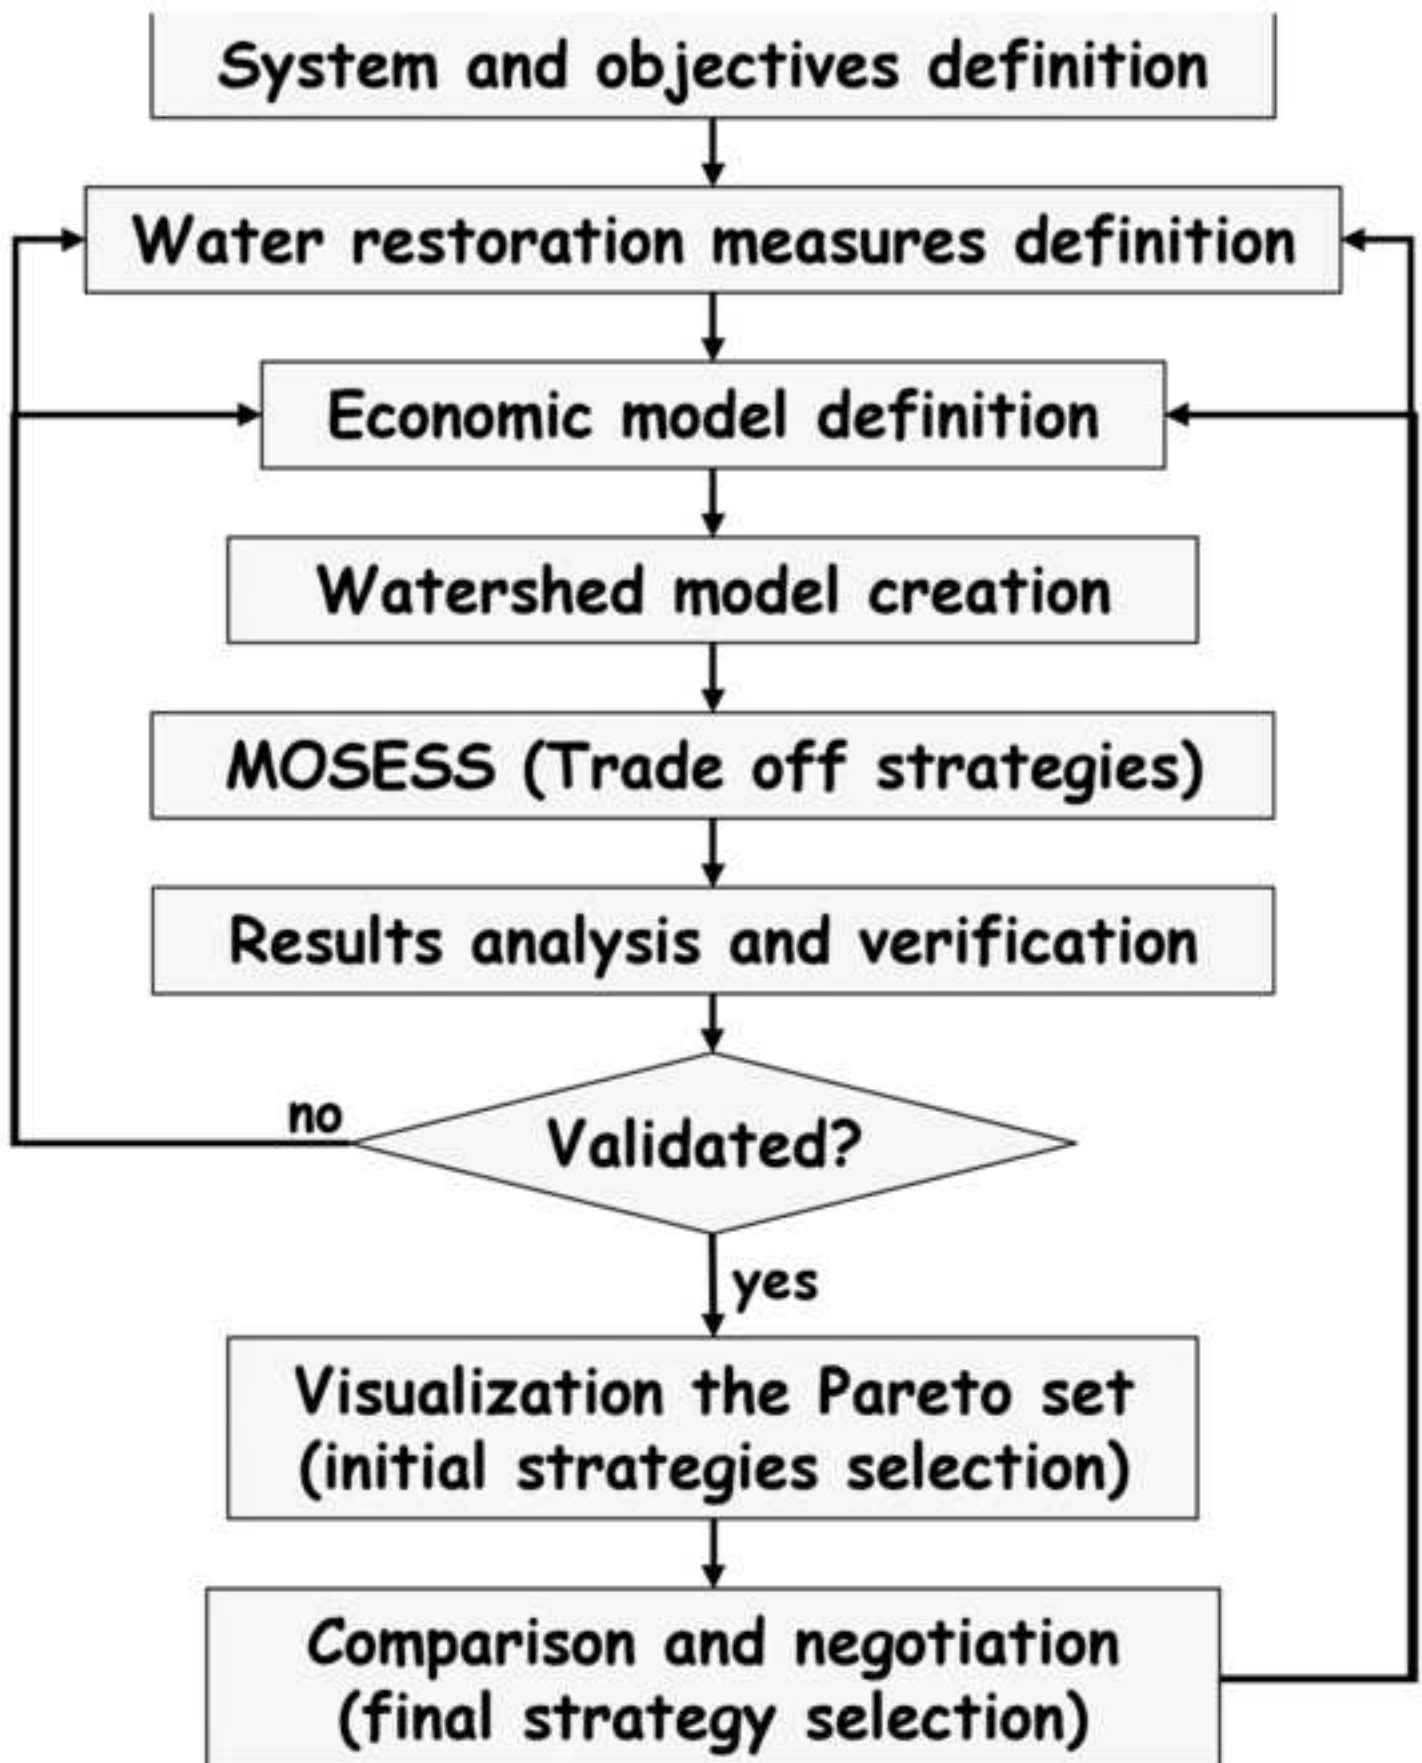 System and objectives definition
Water restoration measures definition
Economic model definition
Watershed model creation
MOSESS (Trade off strategies)
Results analysis and verification
no
Validated?
yes
Visualization the Pareto set
(initial strategies selection)
Comparison and negotiation
(final strategy selection)